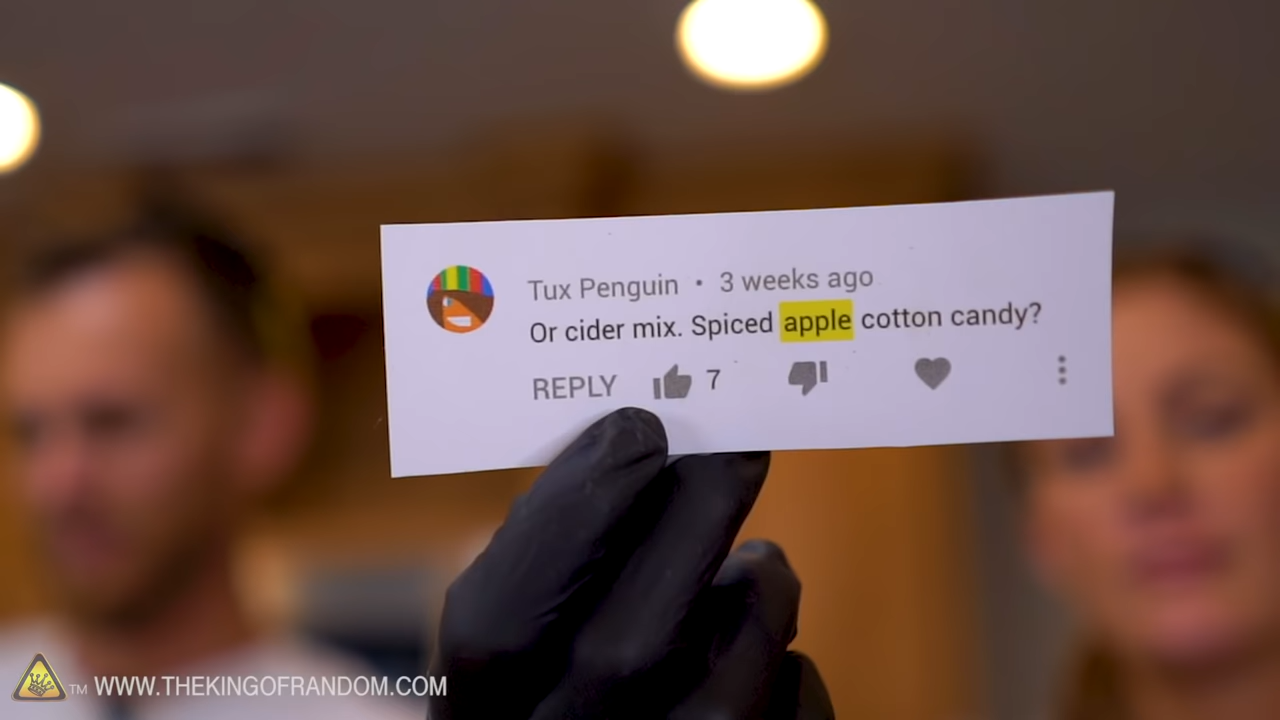 Tux Penguin • 3 weeks ago
Or cider mix. Spiced apple cotton candy?
REPLY 7
TM WWW.THEKINGOFRANDOM.COM